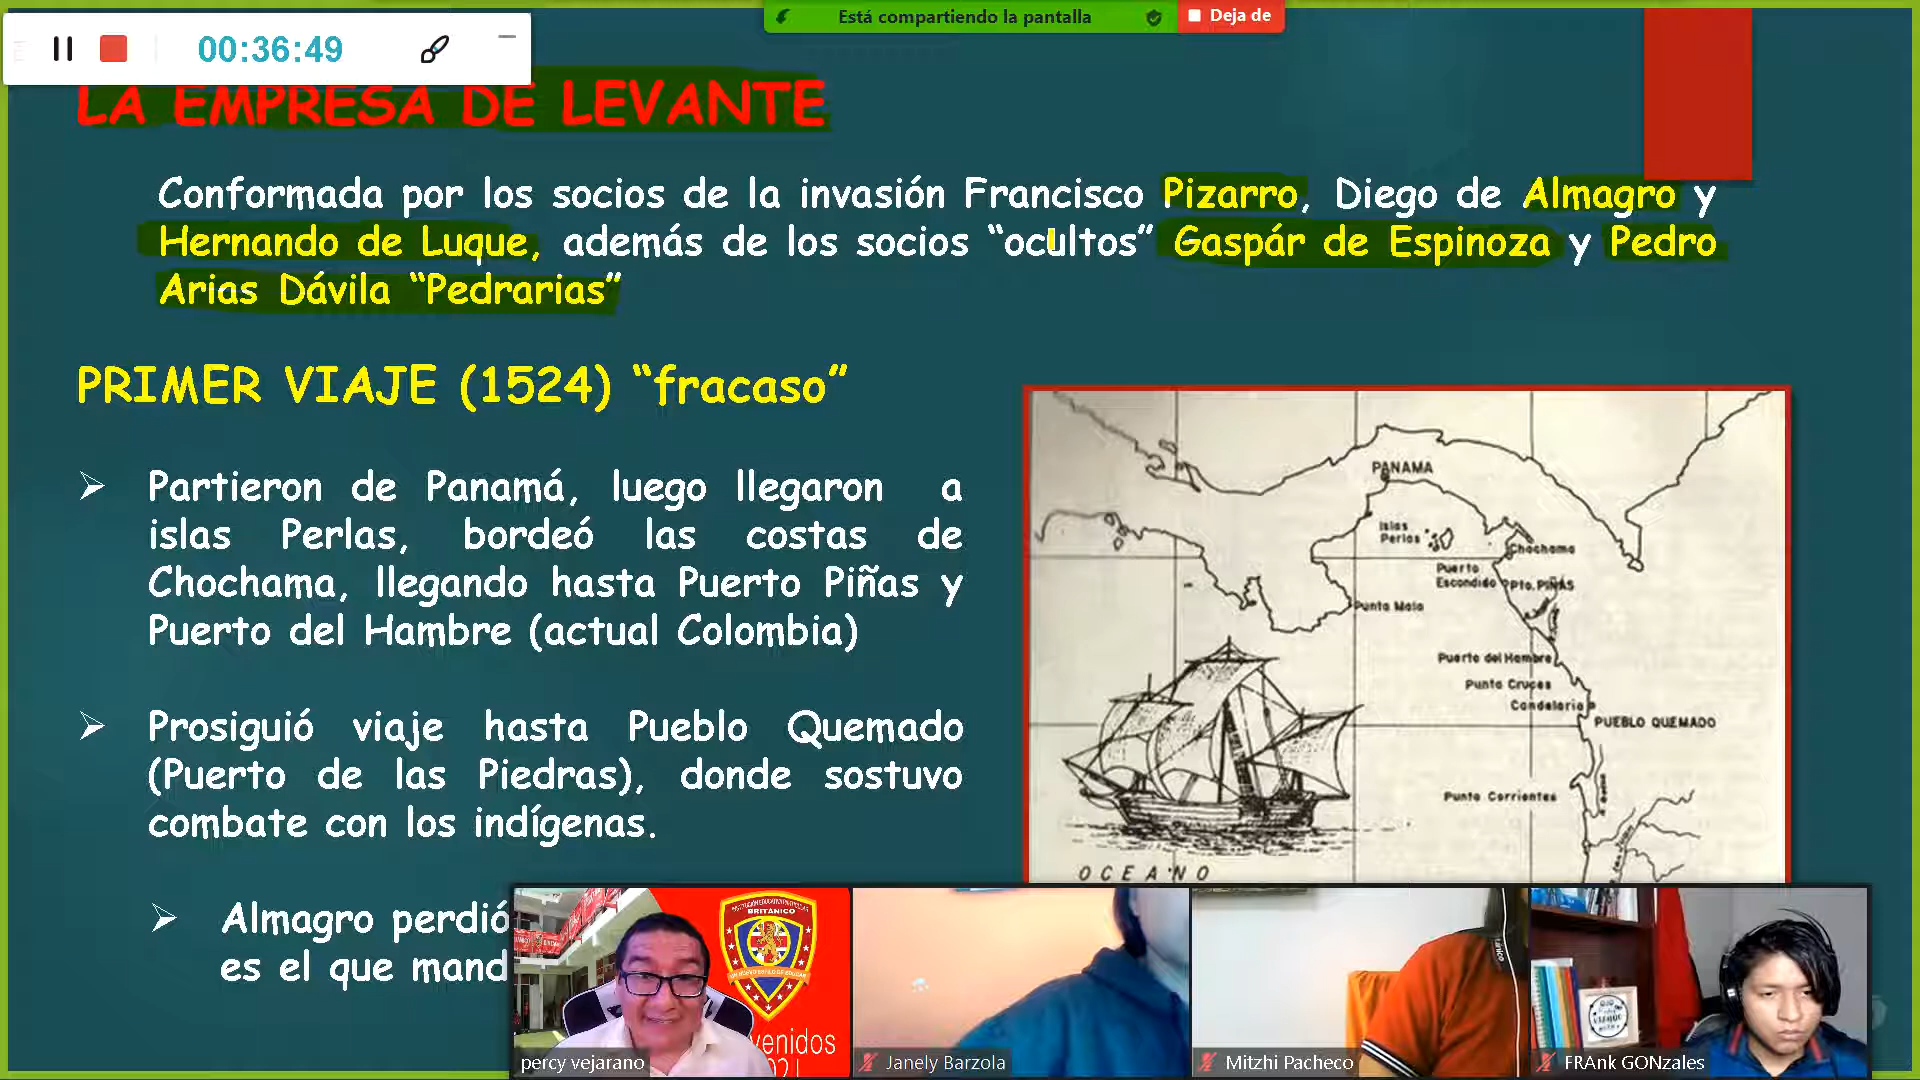 Está compartiendo la pantalla
Deja de
00:36:49
LA EMPRESA DE LEVANTE
Conformada por los socios de la invasión Francisco Pizarro, Diego de Almagro y
Hernando de Luque, además de los socios “ocultos” Gaspár de Espinoza y Pedro
Arias Dávila “Pedrarias”
PRIMER VIAJE (1524) “fracaso”
Partieron de Panamá, luego llegaron a
islas Perlas, bordeó las costas de
Chochama, llegando hasta Puerto Piñas y
Puerto del Hambre (actual Colombia)
Prosiguió viaje hasta Pueblo Quemado
(Puerto de las Piedras), donde sostuvo
combate con los indígenas.
Almagro perdió
es el que mand
PANAMA
Islas
Perlas
Chochama
Puerto
Escondido
Pto. PIÑAS
Punta Mala
Puerto del Hambre
Punta Cruces
Candelaria
PUEBLO QUEMADO
Punta Corrientes
OCEANO
BRITÁNICO
venidos
percy vejarano
Janely Barzola
Mitzhi Pacheco
FRAnk GONzales